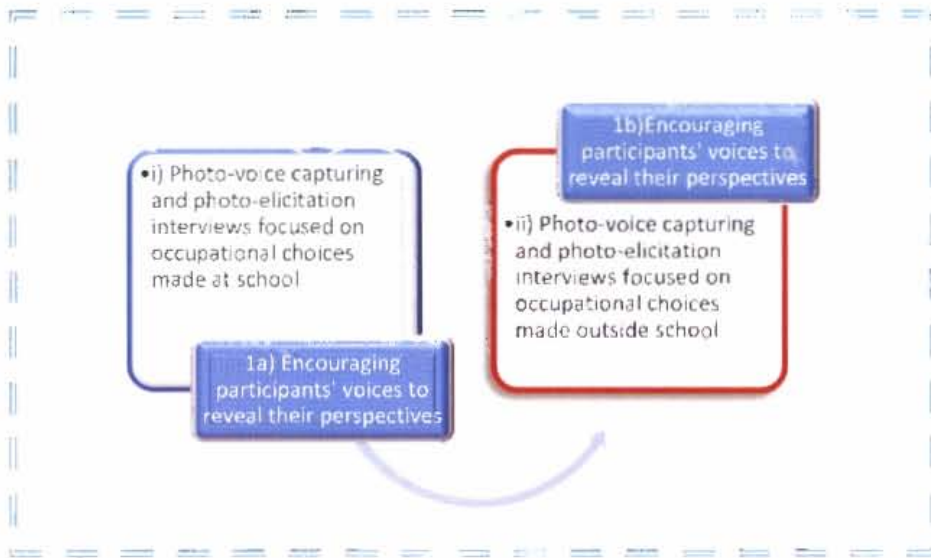 •i) Photo-voice capturing
and photo-elicitation
interviews focused on
occupational choices
made at school
1a) Encouraging
participants' voices to
reveal their perspectives
1b)Encouraging
participants' voices to
reveal their perspectives
•ii) Photo-voice capturing
and photo-elicitation
interviews focused on
occupational choices
made outside school